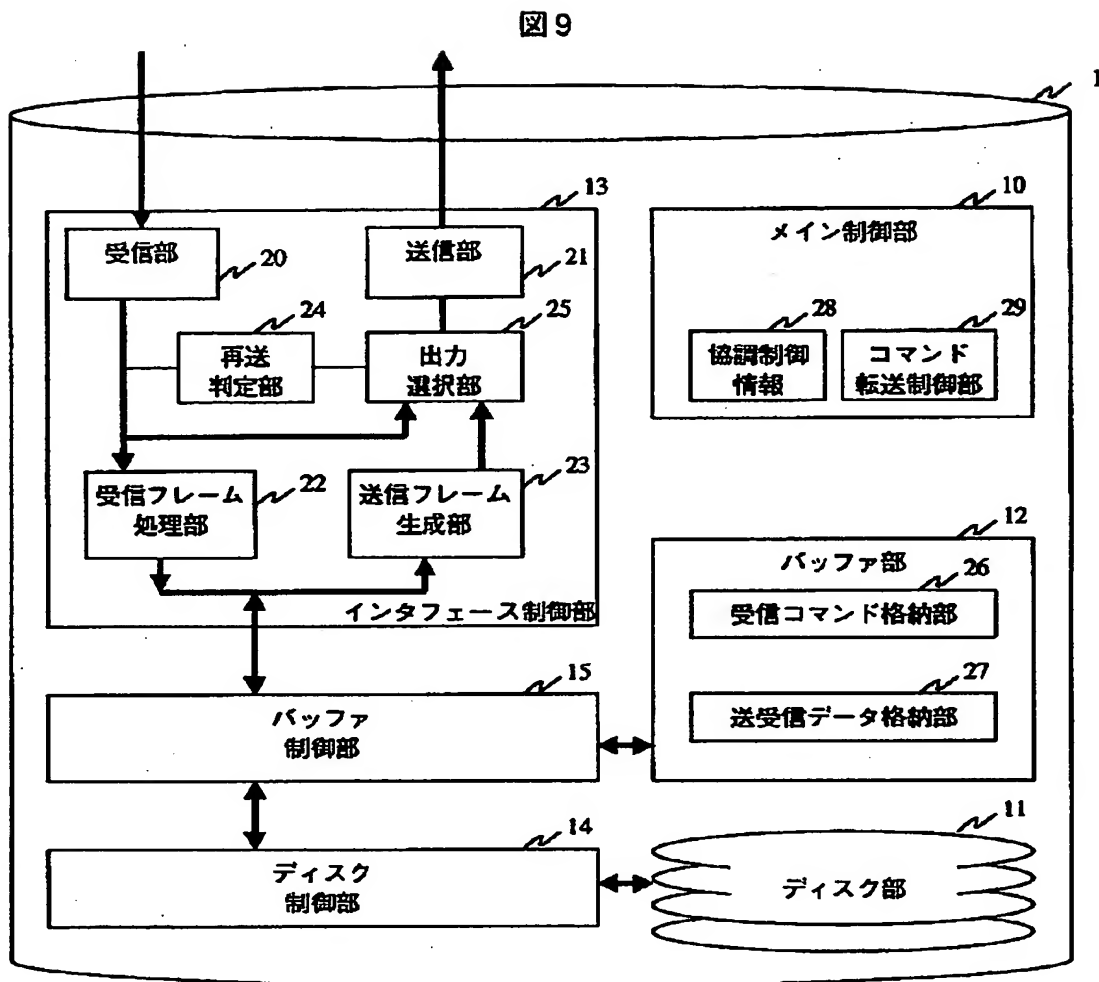 図9
1
13
受信部
20
送信部
21
24
再送
判定部
25
出力
選択部
受信フレーム
処理部
22
送信フレーム
生成部
23
インタフェース制御部
10
メイン制御部
28
協調制御
情報
29
コマンド
転送制御部
12
バッファ部
26
受信コマンド格納部
27
送受信データ格納部
15
バッファ
制御部
14
ディスク
制御部
11
ディスク部